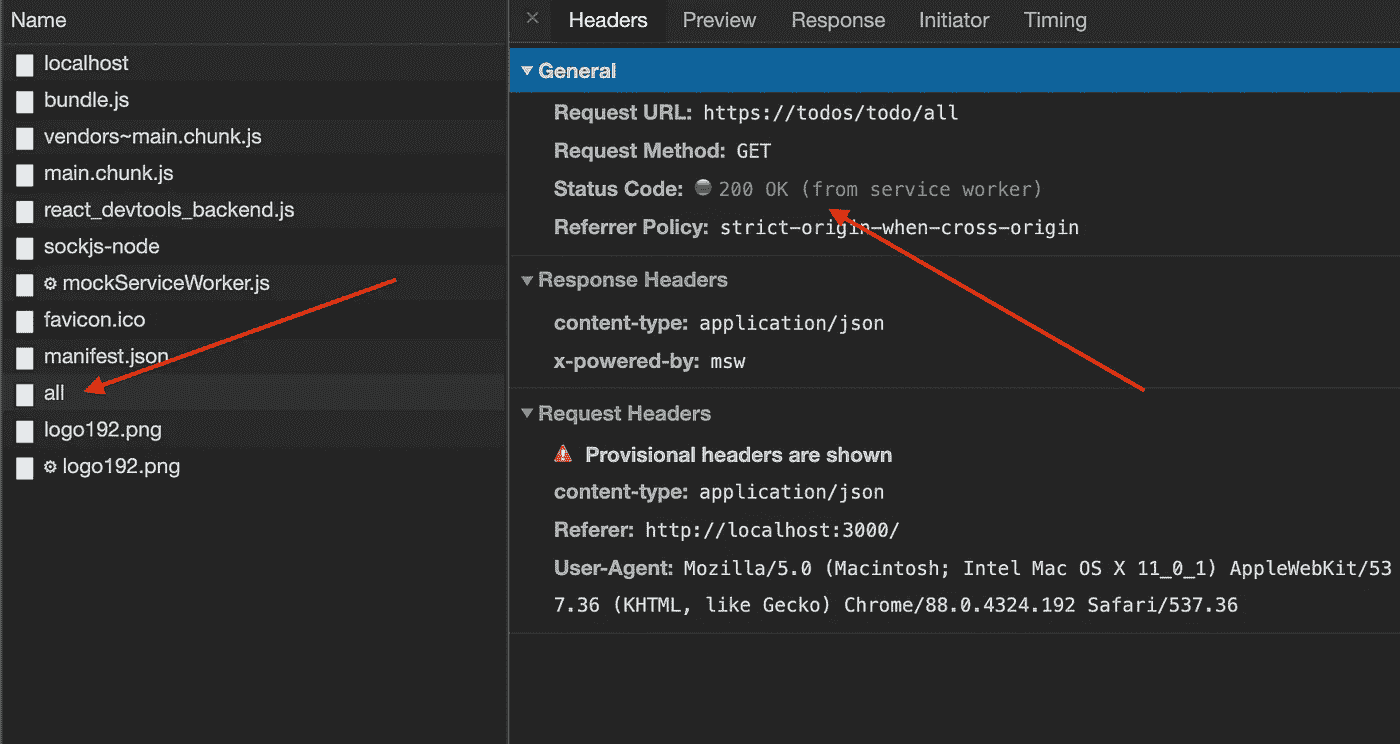 Name
localhost
bundle.js
vendors~main.chunk.js
main.chunk.js
react_devtools_backend.js
sockjs-node
mockServiceWorker.js
favicon.ico
manifest.json
all
logo192.png
logo192.png
Headers Preview Response Initiator Timing
General
Request URL: https://todos/todo/all
Request Method: GET
Status Code: 200 OK (from service worker)
Referrer Policy: strict-origin-when-cross-origin
Response Headers
content-type: application/json
x-powered-by: msw
Request Headers
Provisional headers are shown
content-type: application/json
Referer: http://localhost:3000/
User-Agent: Mozilla/5.0 (Macintosh; Intel Mac OS X 11_0_1) AppleWebKit/53
7.36 (KHTML, like Gecko) Chrome/88.0.4324.192 Safari/537.36